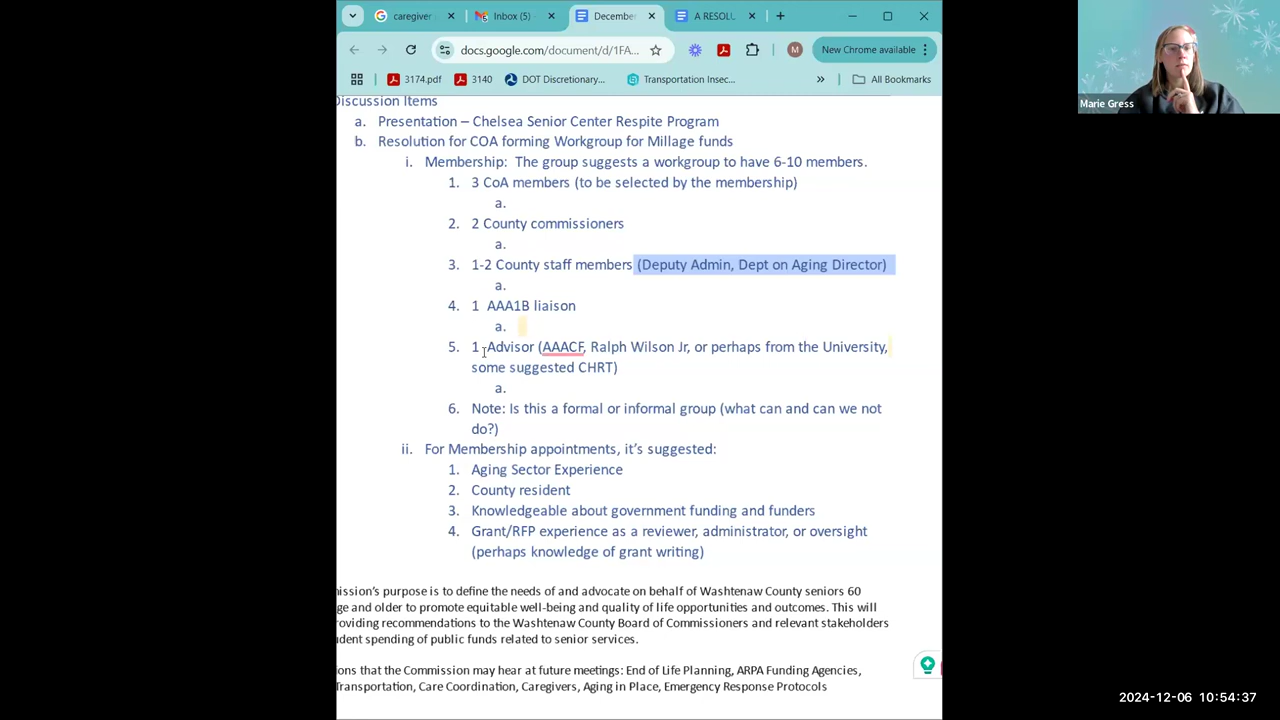 caregiver
Inbox (5)
December
A RESOLU
docs.google.com/document/d/1FA...
M
New Chrome available
3174.pdf
3140
DOT Discretionary...
Transportation Insec...
»
All Bookmarks
Discussion Items
a. Presentation – Chelsea Senior Center Respite Program
b. Resolution for COA forming Workgroup for Millage funds
i. Membership: The group suggests a workgroup to have 6-10 members.
1. 3 CoA members (to be selected by the membership)
a.
2. 2 County commissioners
a.
3. 1-2 County staff members (Deputy Admin, Dept on Aging Director)
a.
4. 1 AAA1B liaison
a.
5. 1 Advisor (AAACF, Ralph Wilson Jr, or perhaps from the University,
some suggested CHRT)
a.
6. Note: Is this a formal or informal group (what can and can we not
do?)
ii. For Membership appointments, it's suggested:
1. Aging Sector Experience
2. County resident
3. Knowledgeable about government funding and funders
4. Grant/RFP experience as a reviewer, administrator, or oversight
(perhaps knowledge of grant writing)
mission's purpose is to define the needs of and advocate on behalf of Washtenaw County seniors 60
ge and older to promote equitable well-being and quality of life opportunities and outcomes. This will
roviding recommendations to the Washtenaw County Board of Commissioners and relevant stakeholders
udent spending of public funds related to senior services.
ions that the Commission may hear at future meetings: End of Life Planning, ARPA Funding Agencies,
Transportation, Care Coordination, Caregivers, Aging in Place, Emergency Response Protocols
Marie Gress
2024-12-06 10:54:37